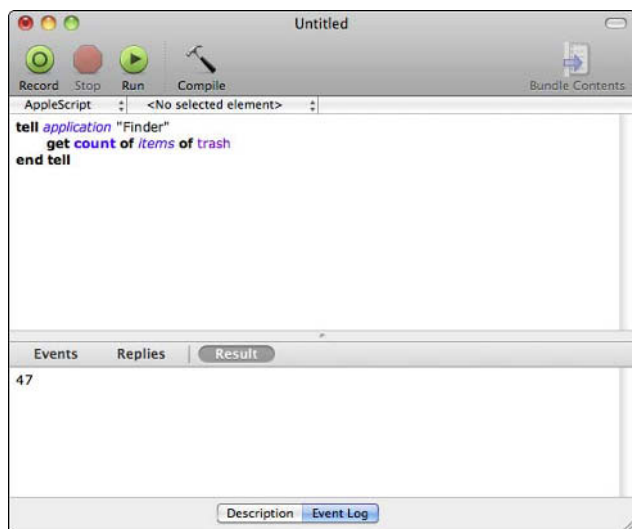 Untitled
Record Stop Run Compile Bundle Contents
AppleScript <No selected element>
tell application "Finder"
get count of items of trash
end tell
Events Replies Result
47
Description Event Log